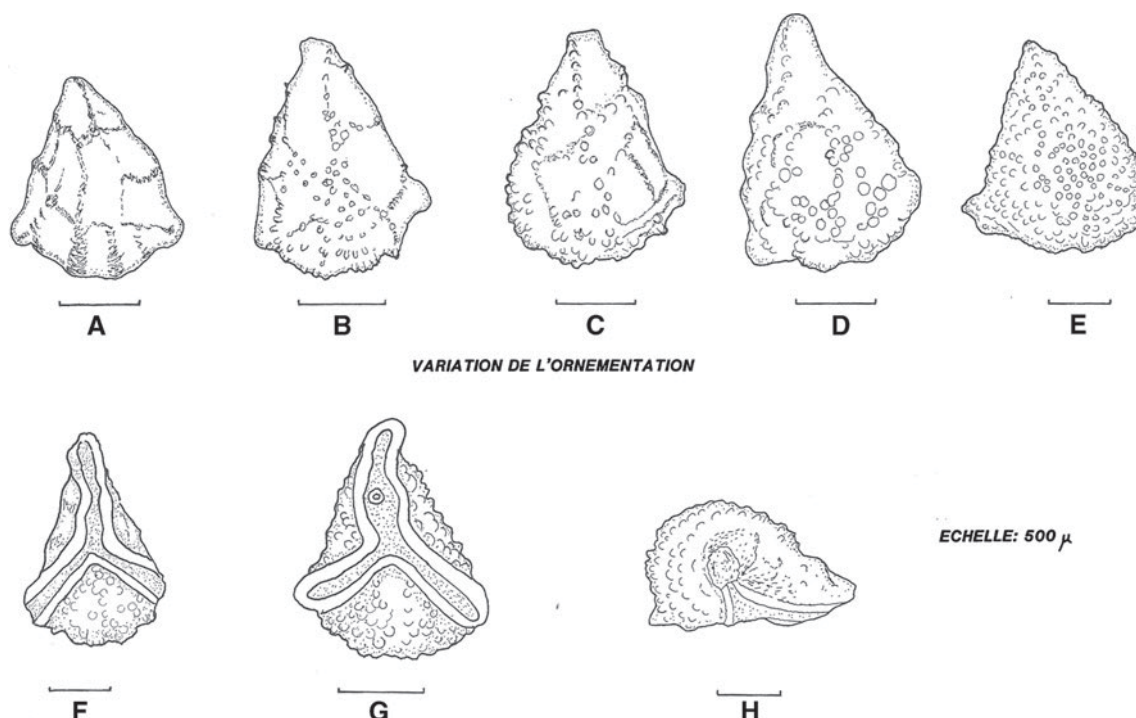 A B C D E
VARIATION DE L'ORNEMENTATION
ECHELLE: 500 µ
F G H